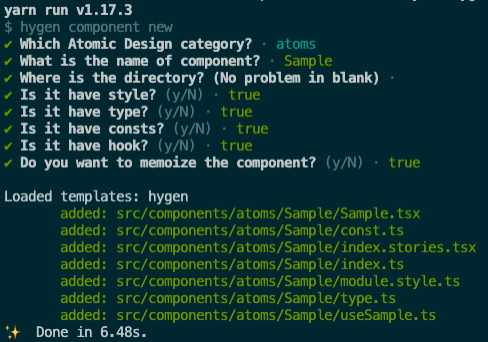 yarn run v1.17.3
$ hygen component new
✔ Which Atomic Design category? · atoms
✔ What is the name of component? · Sample
✔ Where is the directory? (No problem in blank) ·
✔ Is it have style? (y/N) · true
✔ Is it have type? (y/N) · true
✔ Is it have consts? (y/N) · true
✔ Is it have hook? (y/N) · true
✔ Do you want to memoize the component? (y/N) · true
Loaded templates: hygen
added: src/components/atoms/Sample/Sample.tsx
added: src/components/atoms/Sample/const.ts
added: src/components/atoms/Sample/index.stories.tsx
added: src/components/atoms/Sample/index.ts
added: src/components/atoms/Sample/module.style.ts
added: src/components/atoms/Sample/type.ts
added: src/components/atoms/Sample/useSample.ts
✨ Done in 6.48s.